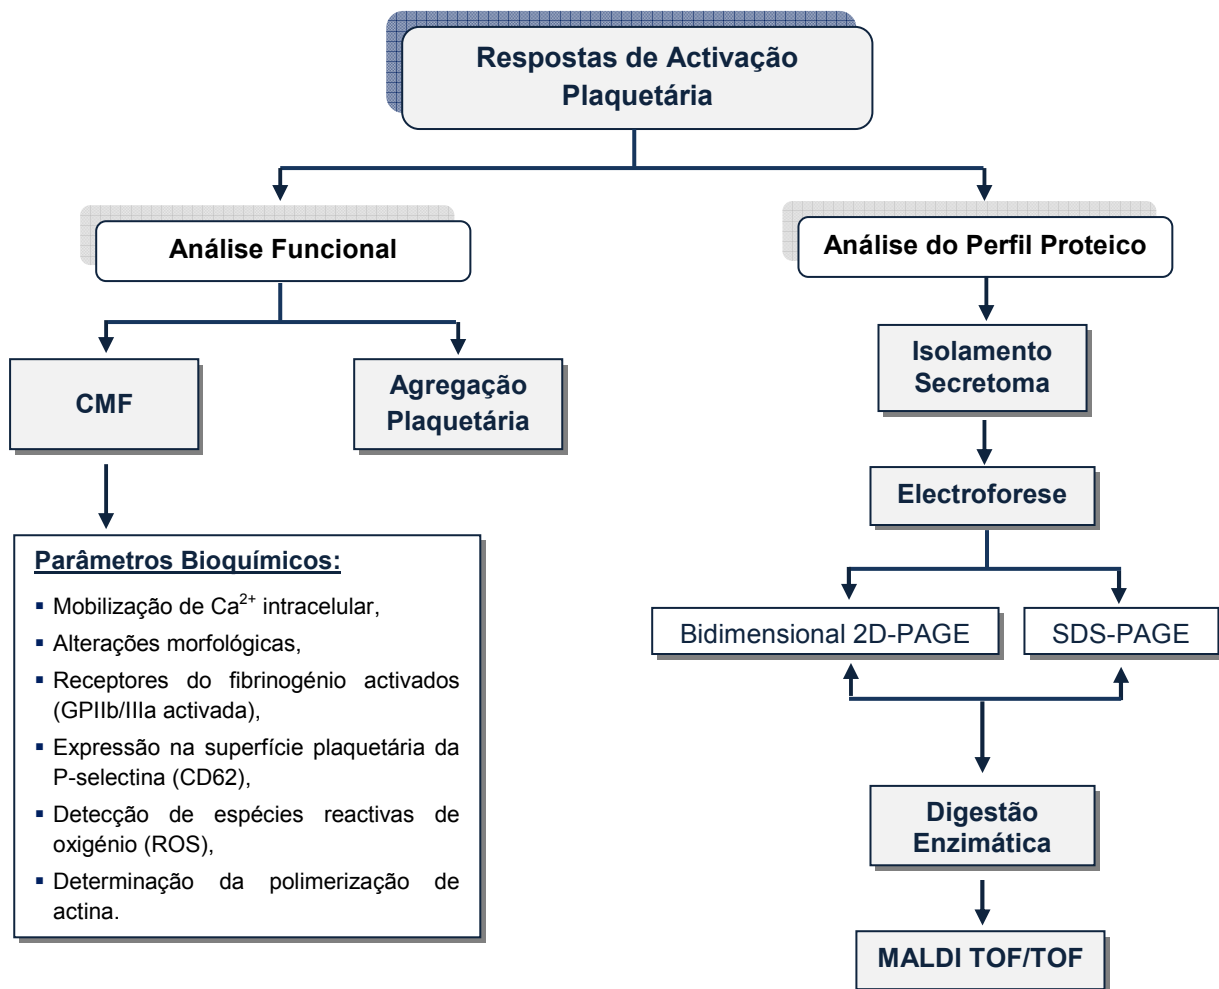 Respostas de Activação
Plaquetária
Análise Funcional
Análise do Perfil Proteico
CMF
Agregação
Plaquetária
Isolamento
Secretoma
Electroforese
Parâmetros Bioquímicos:
▪ Mobilização de Ca²⁺ intracelular,
▪ Alterações morfológicas,
▪ Receptores do fibrinogénio activados
(GPIIb/IIIa activada),
▪ Expressão na superfície plaquetária da
P-selectina (CD62),
▪ Detecção de espécies reactivas de
oxigénio (ROS),
▪ Determinação da polimerização de
actina.
Bidimensional 2D-PAGE
SDS-PAGE
Digestão
Enzimática
MALDI TOF/TOF